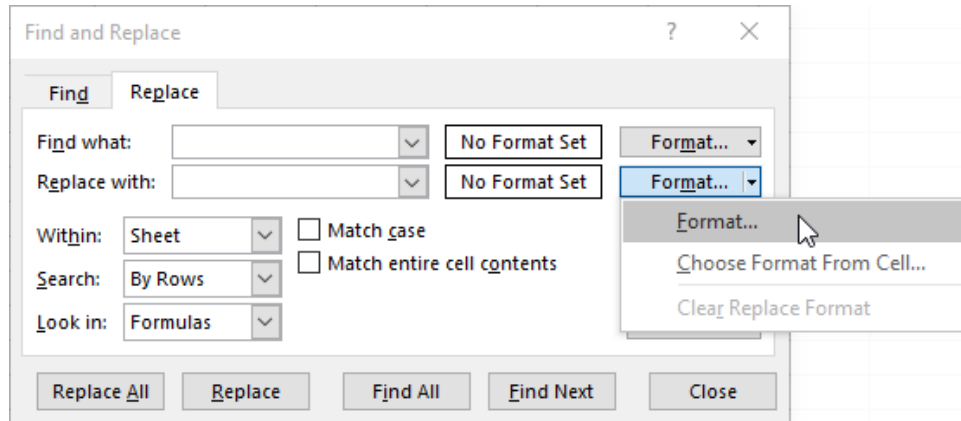 Find and Replace ?
Find Replace
Find what: No Format Set Format...
Replace with: No Format Set Format...
Format...
Within: Sheet Match case
Match entire cell contents
Choose Format From Cell...
Search: By Rows
Clear Replace Format
Look in: Formulas
Replace All Replace Find All Find Next Close